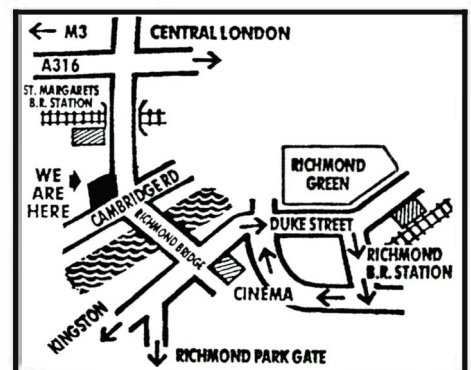 ← M3
CENTRAL LONDON
A316
→
ST. MARGARETS
B.R. STATION
WE
ARE
HERE
CAMBRIDGE RD
RICHMOND BRIDGE
RICHMOND
GREEN
DUKE STREET
RICHMOND
B.R. STATION
CINEMA
KINGSTON
RICHMOND PARK GATE